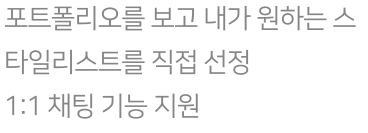 포트폴리오를 보고 내가 원하는 스
타일리스트를 직접 선정
1:1 채팅 기능 지원